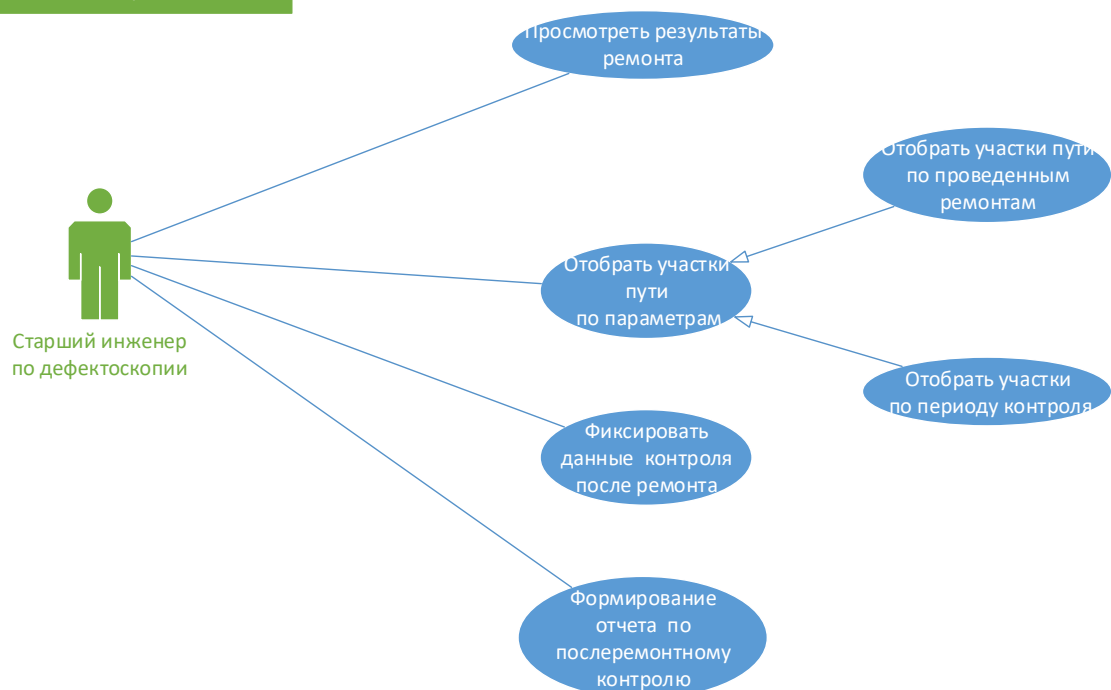 Просмотреть результаты
ремонта
Отобрать участки пути
по проведенным
ремонтам
Отобрать участки
пути
по параметрам
Старший инженер
по дефектоскопии
Отобрать участки
по периоду контроля
Фиксировать
данные контроля
после ремонта
Формирование
отчета по
послеремонтному
контролю